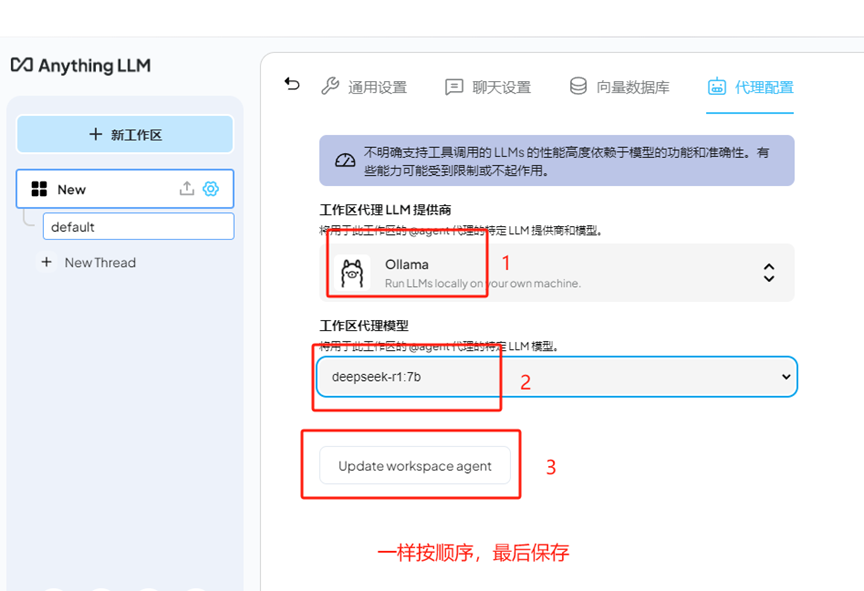 Anything LLM
通用设置
聊天设置
向量数据库
代理配置
+ 新工作区
不明确支持工具调用的 LLMs 的性能高度依赖于模型的功能和准确性。有
些能力可能受到限制或不起作用。
New
default
+ New Thread
工作区代理 LLM 提供商
将用于此工作区的 @agent 代理的特定 LLM 提供商和模型。
Ollama
Run LLMs locally on your own machine.
1
工作区代理模型
将用于此工作区的 @agent 代理的特定 LLM 模型。
deepseek-r1:7b
2
Update workspace agent
3
一样按顺序，最后保存